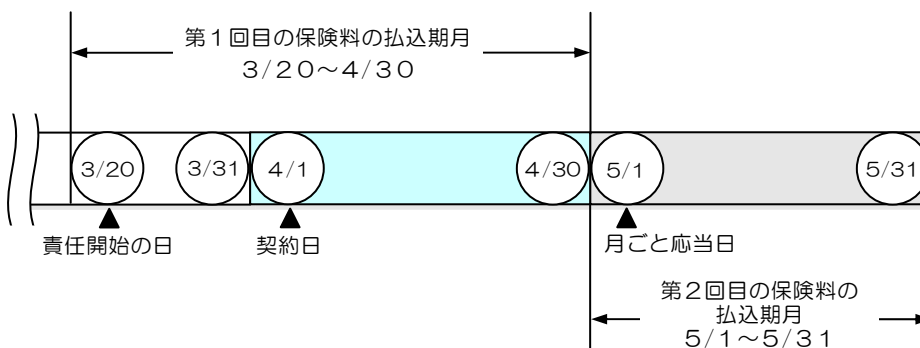 第１回目の保険料の払込期月
３/２０～４/３０
3/20
3/31
4/1
4/30
5/1
5/31
責任開始の日
契約日
月ごと応当日
第２回目の保険料の
払込期月
５/１～５/３１